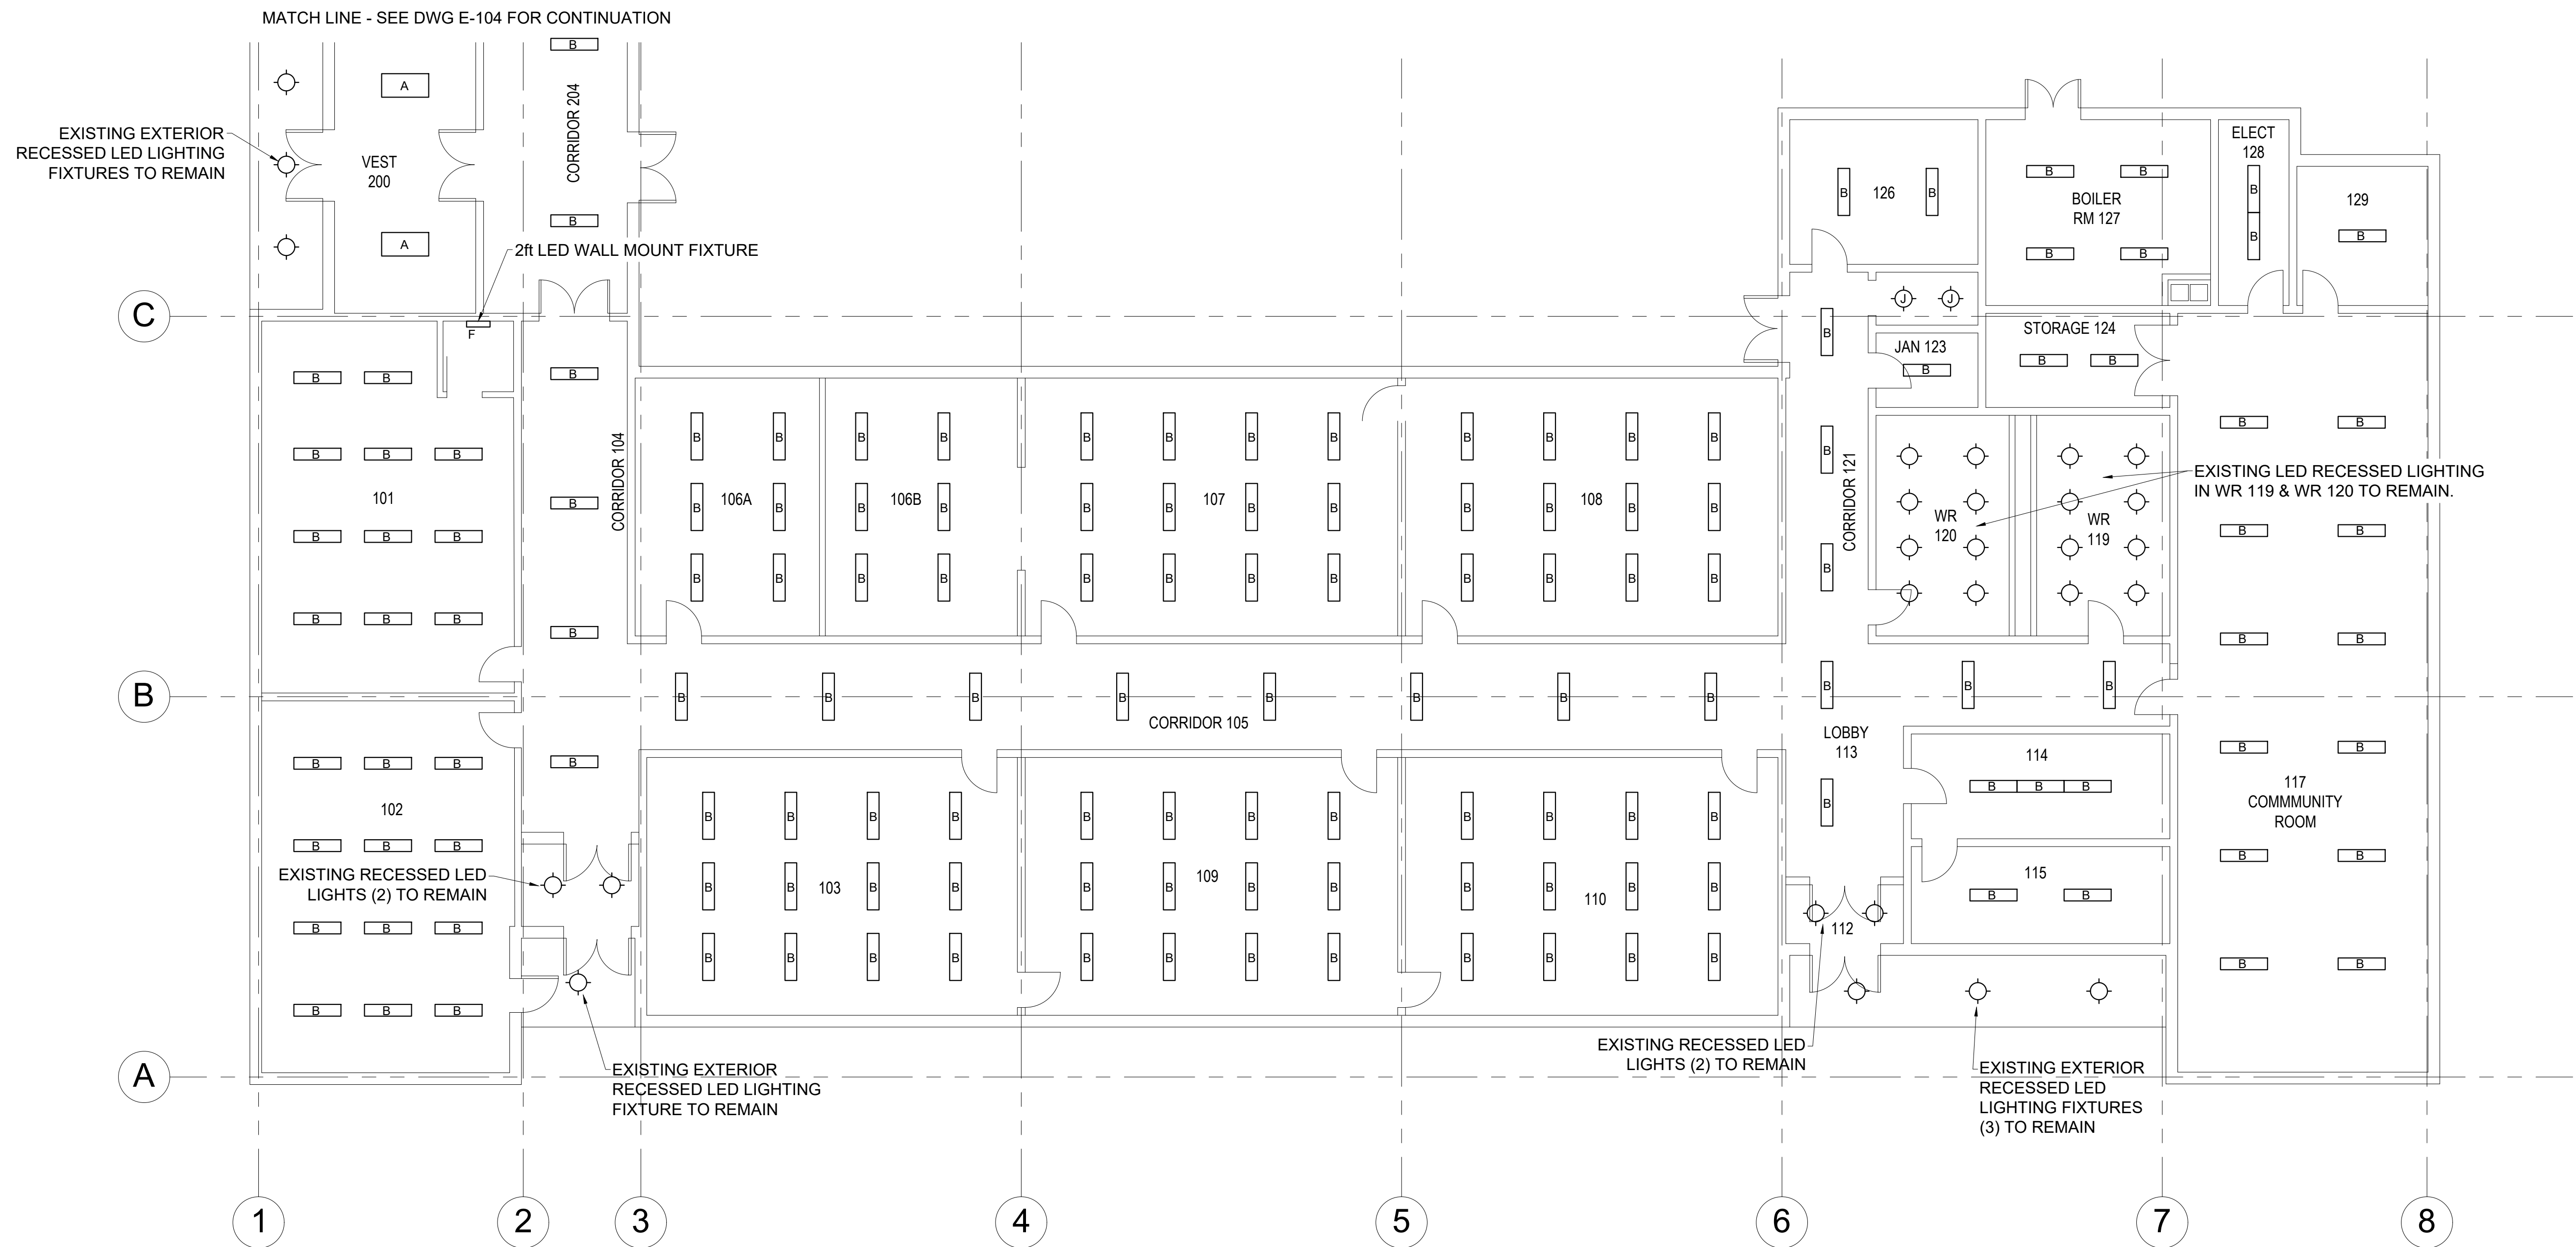 MATCH LINE - SEE DWG E-104 FOR CONTINUATION
B
A
EXISTING EXTERIOR
RECESSED LED LIGHTING
FIXTURES TO REMAIN
VEST
200
CORRIDOR 204
B
A
2ft LED WALL MOUNT FIXTURE
F
C
B B
B B B
101
B B B
B B B
B
B
B
B
CORRIDOR 104
B B
B B
B B
106A
B B
B B
B B
106B
B B B B
B B B B
B B B B
107
B B B B
B B B B
B B B B
108
B B
126
B B
BOILER
RM 127
B B
ELECT
128
B
B
129
B
J J
STORAGE 124
B B
JAN 123
B
B
B
B
CORRIDOR 121
WR
120
WR
119
EXISTING LED RECESSED LIGHTING
IN WR 119 & WR 120 TO REMAIN.
B
B B B B B B B B
CORRIDOR 105
B B B
LOBBY
113
B
B B B
102
B B B
B B B
B B B
EXISTING RECESSED LED
LIGHTS (2) TO REMAIN
B B B B
B B B B
B B B B
103
B B B B
B B B B
B B B B
109
B B B B
B B B B
B B B B
110
114
B B B
115
B B
112
B B
B B
B B
B B
117
COMMMUNITY
ROOM
B B
B B
A
EXISTING EXTERIOR
RECESSED LED LIGHTING
FIXTURE TO REMAIN
EXISTING RECESSED LED
LIGHTS (2) TO REMAIN
EXISTING EXTERIOR
RECESSED LED
LIGHTING FIXTURES
(3) TO REMAIN
1 2 3 4 5 6 7 8